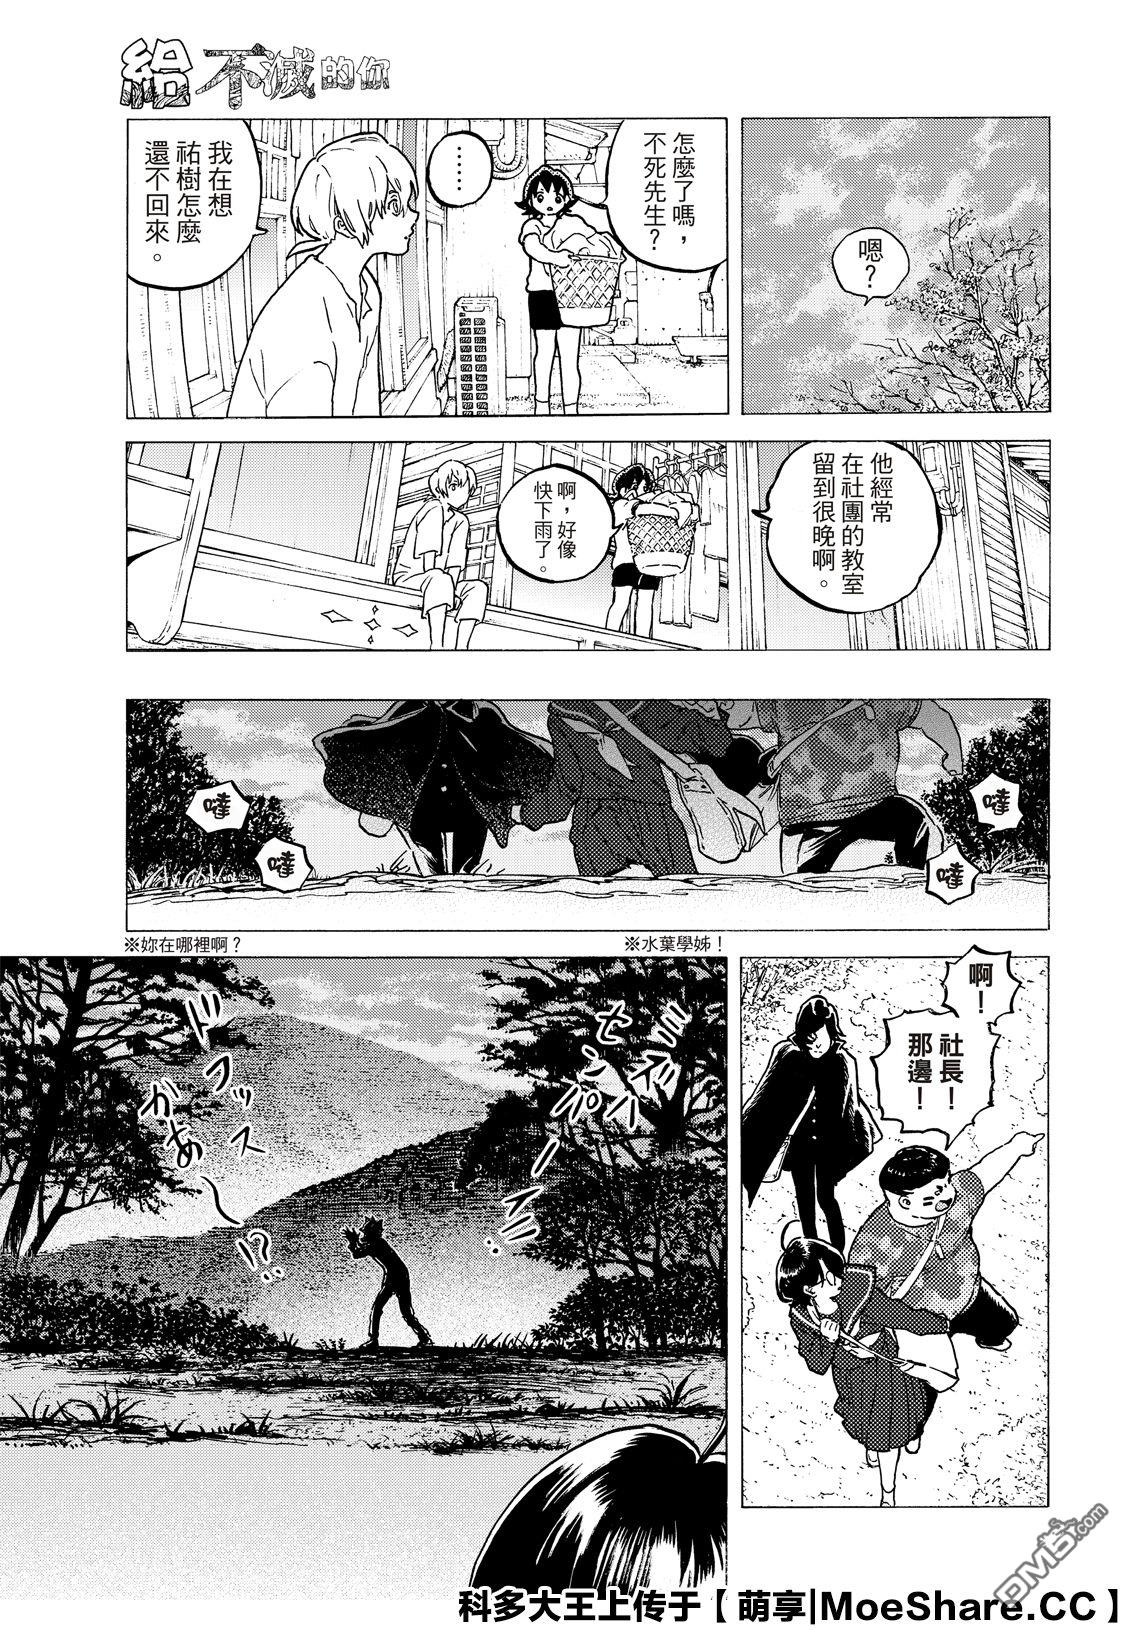 給不滅的你
嗯？
怎麼了嗎，
不死先生？
……
我在想
祐樹怎麼
還不回來。
他經常
在社團的教室
留到很晚啊。
啊，好像
快下雨了。
噠
噠
噠
噠
※妳在哪裡啊？
※水葉學姊！
啊！
社長！
那邊！
ミズハ
センパーイ…
ドコッスかあ～！？
科多大王上传于【萌享|MoeShare.CC】
DM5.com